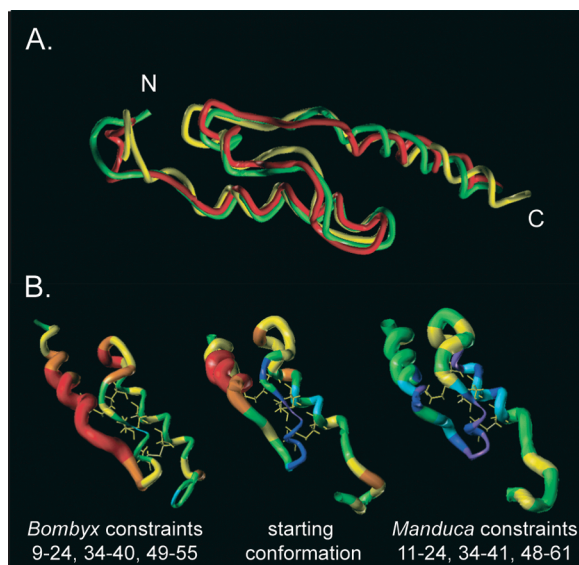 A.
N
C
B.
Bombyx constraints
9-24, 34-40, 49-55
starting
conformation
Manduca constraints
11-24, 34-41, 48-61